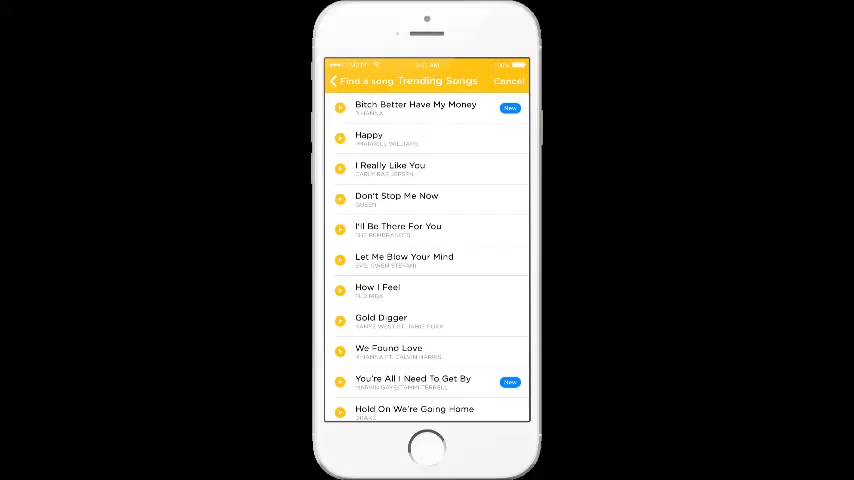 9:41 AM
100%
Find a song Trending Songs Cancel
Bitch Better Have My Money
RIHANNA
New
Happy
PHARRELL WILLIAMS
I Really Like You
CARLY RAE JEPSEN
Don't Stop Me Now
QUEEN
I'll Be There For You
THE REMBRANDTS
Let Me Blow Your Mind
EVE, GWEN STEFANI
How I Feel
FLO RIDA
Gold Digger
KANYE WEST FT. JAMIE FOXX
We Found Love
RIHANNA FT. CALVIN HARRIS
You're All I Need To Get By
MARVIN GAYE/TAMMI TERRELL
New
Hold On We're Going Home
DRAKE